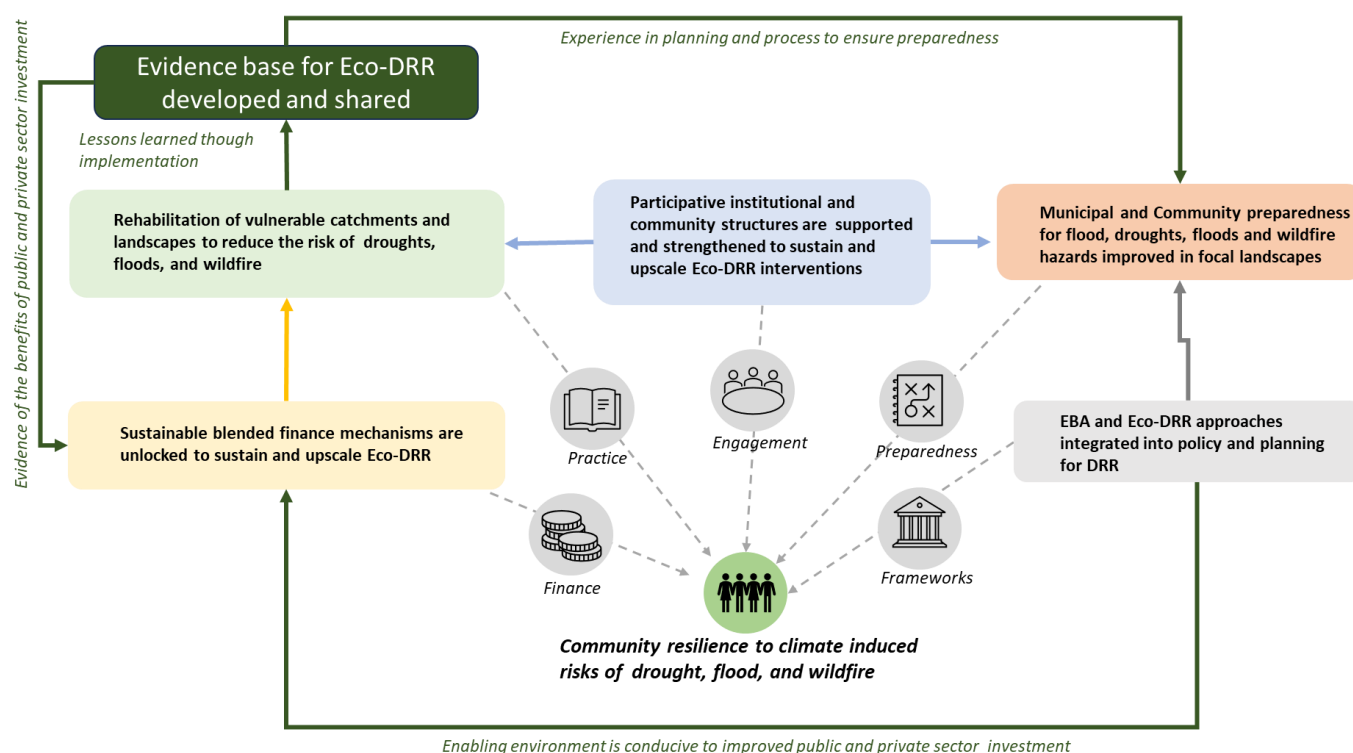 Evidence of the benefits of public and private sector investment
Experience in planning and process to ensure preparedness
Evidence base for Eco-DRR
developed and shared
Lessons learned though
implementation
Rehabilitation of vulnerable catchments and
landscapes to reduce the risk of droughts,
floods, and wildfire
Participative institutional and
community structures are supported
and strengthened to sustain and
upscale Eco-DRR interventions
Municipal and Community preparedness
for flood, droughts, floods and wildfire
hazards improved in focal landscapes
Sustainable blended finance mechanisms are
unlocked to sustain and upscale Eco-DRR
Practice
Engagement
Preparedness
EBA and Eco-DRR approaches
integrated into policy and planning
for DRR
Finance
Frameworks
Community resilience to climate induced
risks of drought, flood, and wildfire
Enabling environment is conducive to improved public and private sector investment